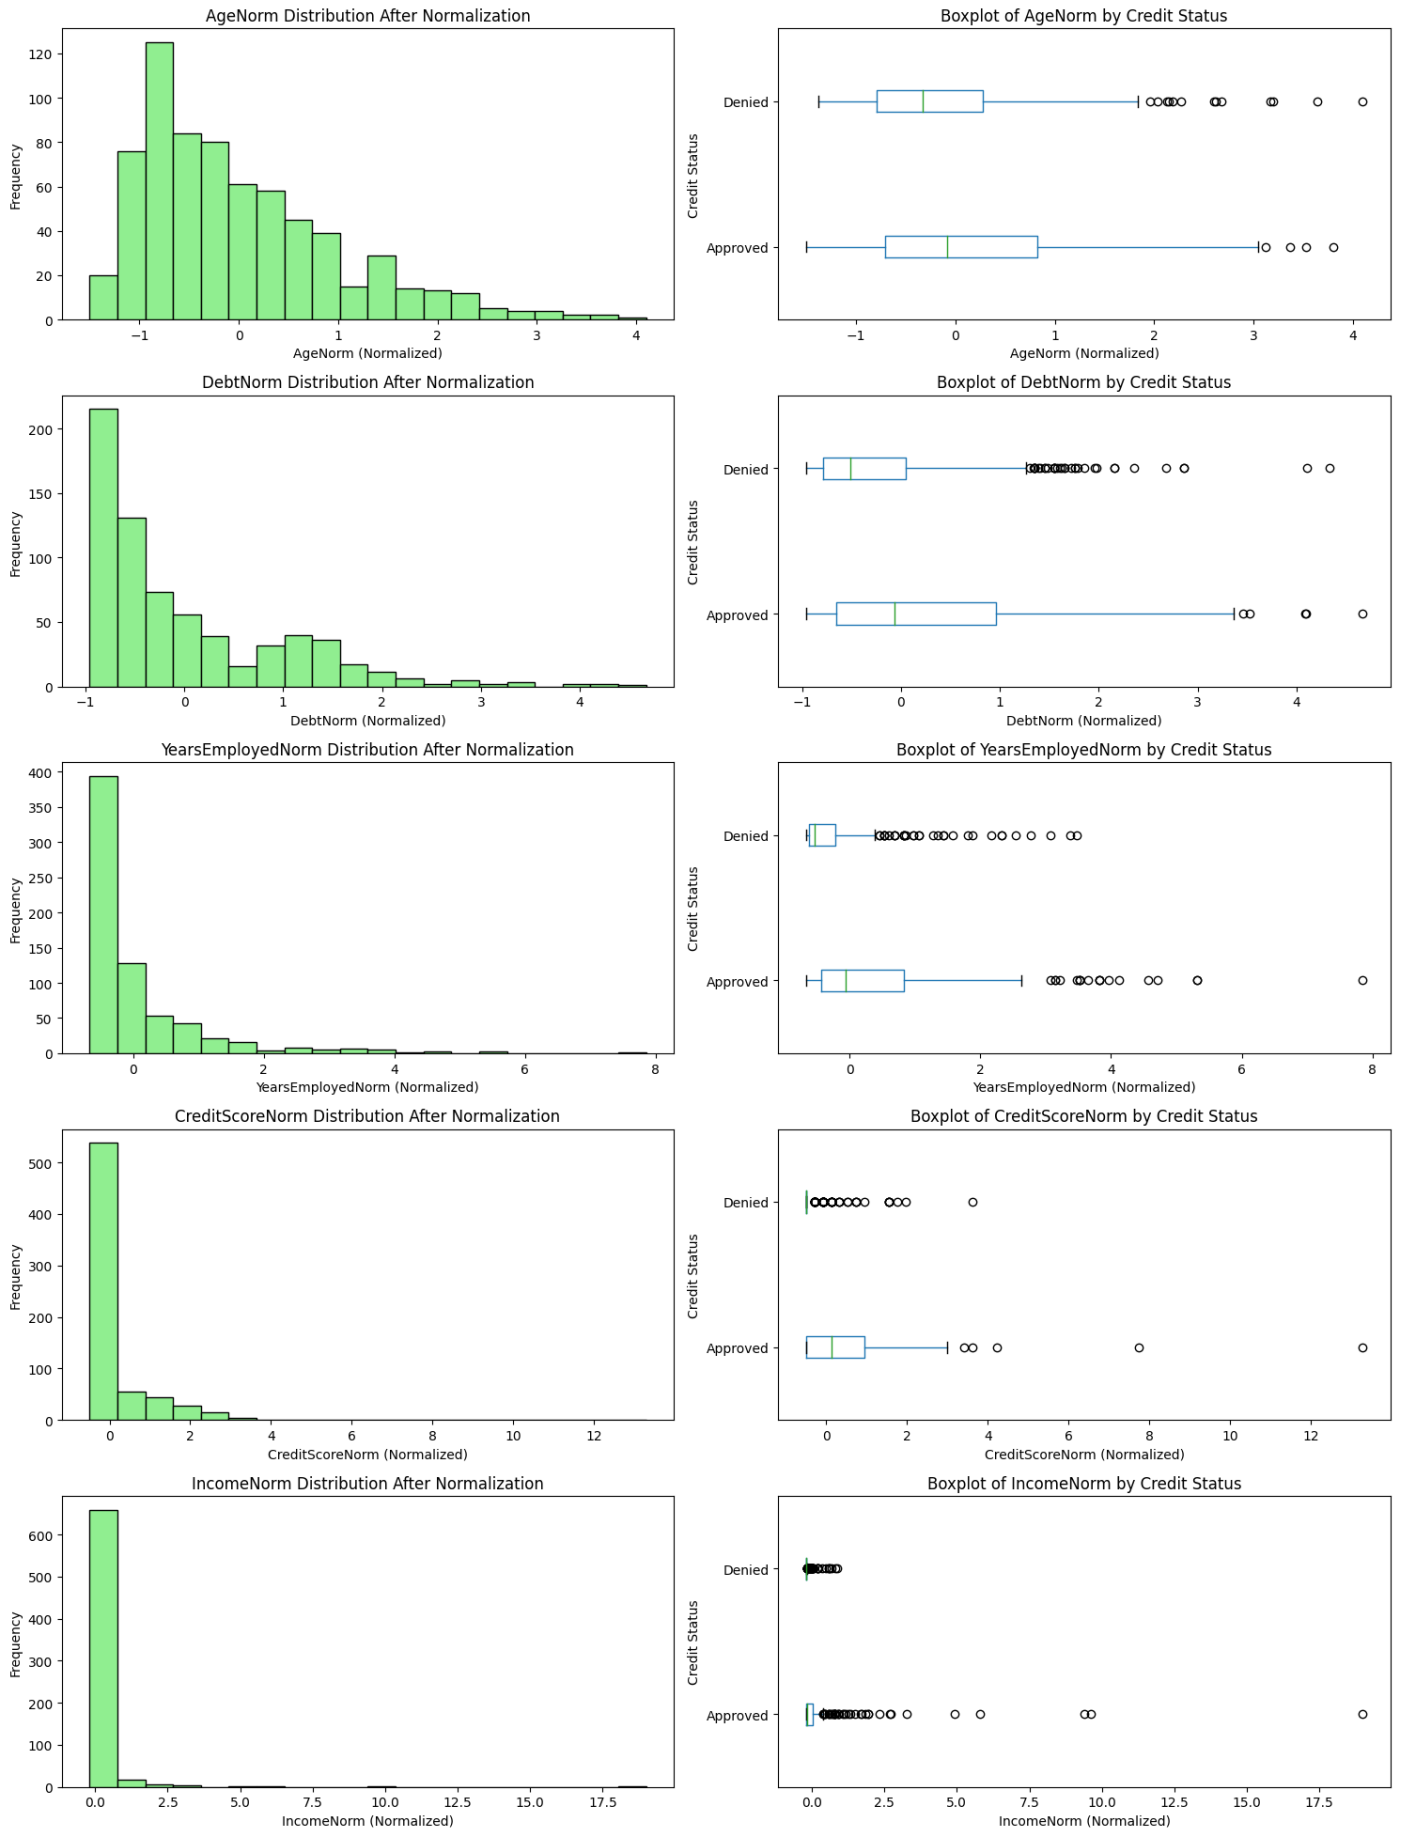 AgeNorm Distribution After Normalization
Frequency
120
100
80
60
40
20
0
−1 0 1 2 3 4
AgeNorm (Normalized)
Boxplot of AgeNorm by Credit Status
Credit Status
Denied
Approved
−1 0 1 2 3 4
AgeNorm (Normalized)
DebtNorm Distribution After Normalization
Frequency
200
150
100
50
0
−1 0 1 2 3 4
DebtNorm (Normalized)
Boxplot of DebtNorm by Credit Status
Credit Status
Denied
Approved
−1 0 1 2 3 4
DebtNorm (Normalized)
YearsEmployedNorm Distribution After Normalization
Frequency
400
350
300
250
200
150
100
50
0
0 2 4 6 8
YearsEmployedNorm (Normalized)
Boxplot of YearsEmployedNorm by Credit Status
Credit Status
Denied
Approved
0 2 4 6 8
YearsEmployedNorm (Normalized)
CreditScoreNorm Distribution After Normalization
Frequency
500
400
300
200
100
0
0 2 4 6 8 10 12
CreditScoreNorm (Normalized)
Boxplot of CreditScoreNorm by Credit Status
Credit Status
Denied
Approved
0 2 4 6 8 10 12
CreditScoreNorm (Normalized)
IncomeNorm Distribution After Normalization
Frequency
600
500
400
300
200
100
0
0.0 2.5 5.0 7.5 10.0 12.5 15.0 17.5
IncomeNorm (Normalized)
Boxplot of IncomeNorm by Credit Status
Credit Status
Denied
Approved
0.0 2.5 5.0 7.5 10.0 12.5 15.0 17.5
IncomeNorm (Normalized)